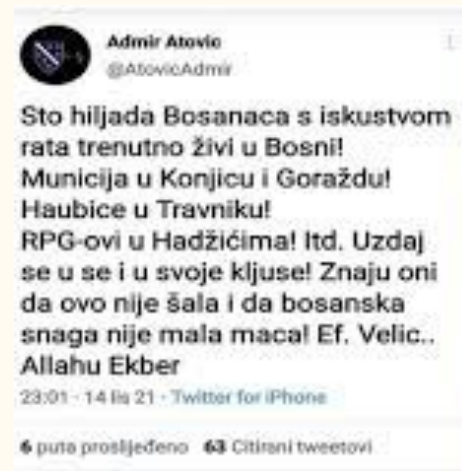 Admir Atovic
@AtovicAdmir
Sto hiljada Bosanaca s iskustvom
rata trenutno živi u Bosni!
Municija u Konjicu i Goraždu!
Haubice u Travniku!
RPG-ovi u Hadžićima! Itd. Uzdaj
se u se i u svoje kljuse! Znaju oni
da ovo nije šala i da bosanska
snaga nije mala maca! Ef. Velic..
Allahu Ekber
23:01 · 14 lis 21 · Twitter for iPhone
6 puta proslijeđeno 63 Citirani tweetovi